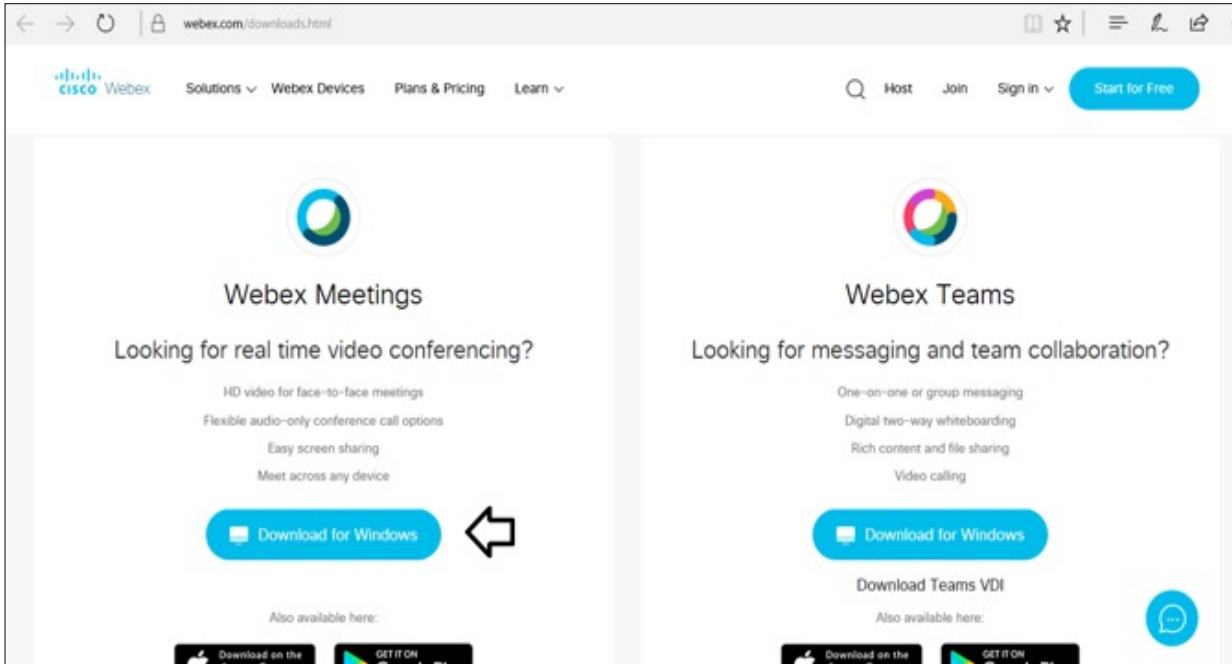 webex.com/downloads.html
cisco Webex Solutions Webex Devices Plans & Pricing Learn Host Join Sign in Start for Free
Webex Meetings
Looking for real time video conferencing?
HD video for face-to-face meetings
Flexible audio-only conference call options
Easy screen sharing
Meet across any device
Download for Windows
Also available here:
Download on the
GET IT ON
Webex Teams
Looking for messaging and team collaboration?
One-on-one or group messaging
Digital two-way whiteboarding
Rich content and file sharing
Video calling
Download for Windows
Download Teams VDI
Also available here:
Download on the
GET IT ON